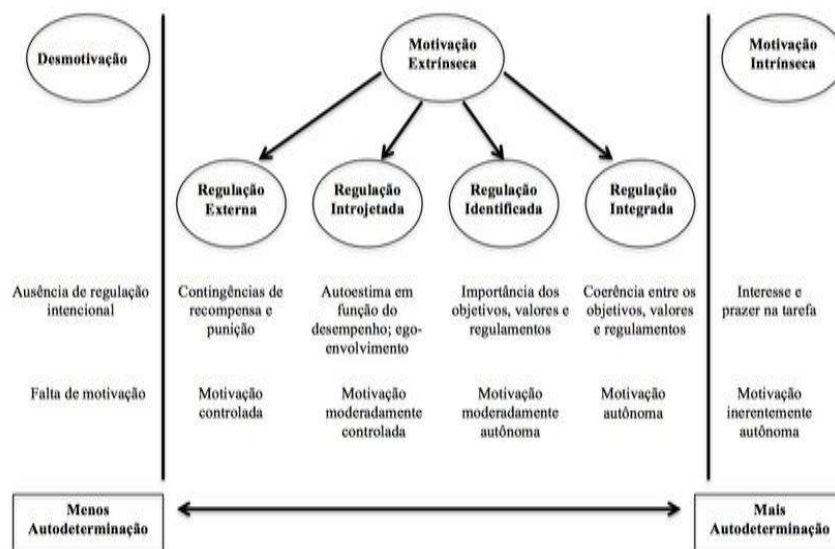 Desmotivação
Motivação
Extrínseca
Motivação
Intrínseca
Regulação
Externa
Regulação
Introjetada
Regulação
Identificada
Regulação
Integrada
Ausência de regulação
intencional
Contingências de
recompensa e
punição
Autoestima em
função do
desempenho; ego-
envolvimento
Importância dos
objetivos, valores e
regulamentos
Coerência entre os
objetivos, valores
e regulamentos
Interesse e
prazer na tarefa
Falta de motivação
Motivação
controlada
Motivação
moderadamente
controlada
Motivação
moderadamente
autônoma
Motivação
autônoma
Motivação
inerentemente
autônoma
Menos
Autodeterminação
Mais
Autodeterminação